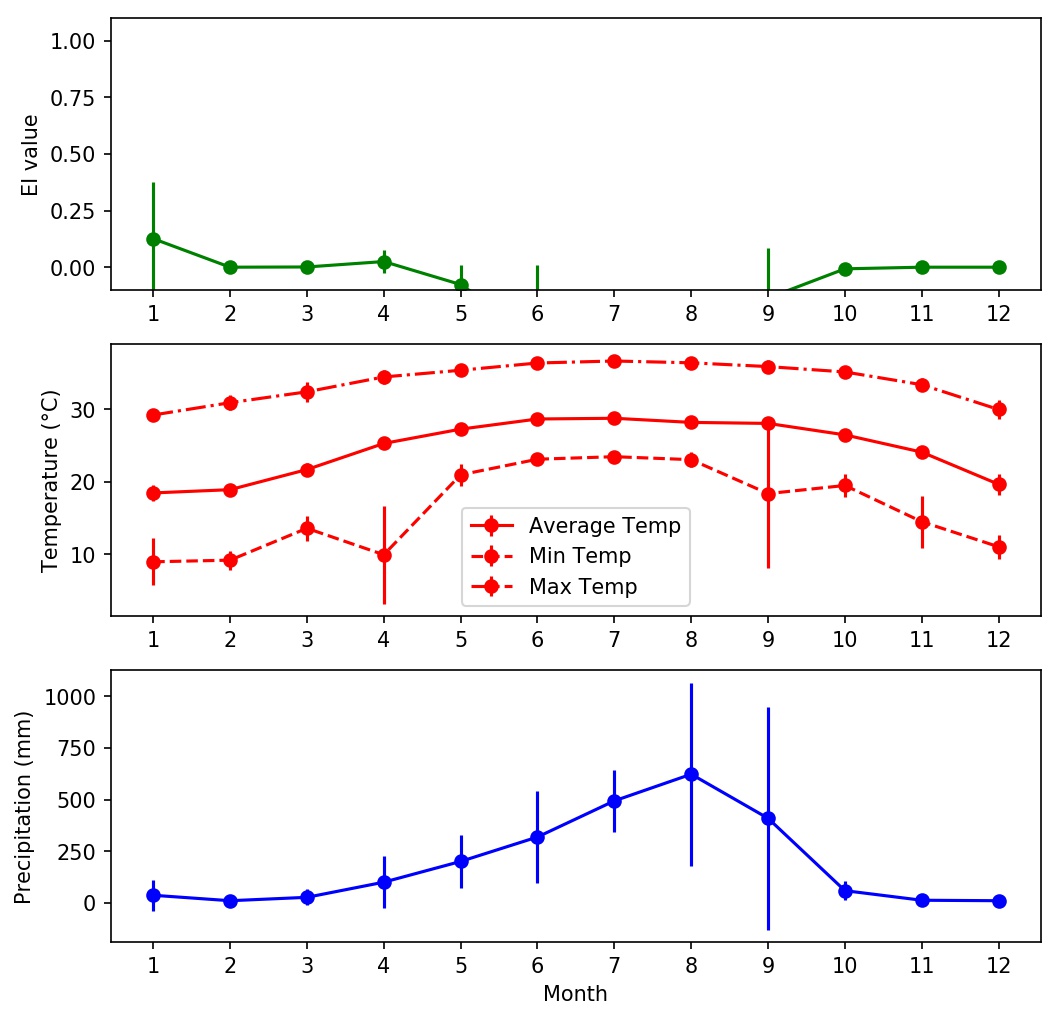 EI value
1.00
0.75
0.50
0.25
0.00
1 2 3 4 5 6 7 8 9 10 11 12
Temperature (°C)
30
20
10
Average Temp
Min Temp
Max Temp
1 2 3 4 5 6 7 8 9 10 11 12
Precipitation (mm)
1000
750
500
250
0
1 2 3 4 5 6 7 8 9 10 11 12
Month